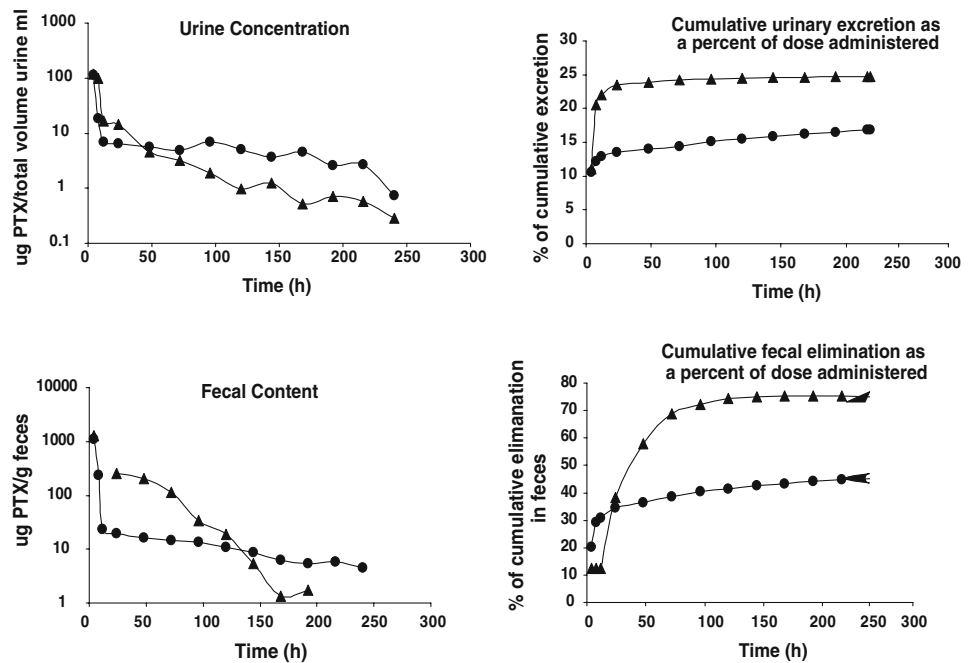 Urine Concentration
ug PTX/total volume urine ml
1000
100
10
1
0.1
0 50 100 150 200 250 300
Time (h)
Cumulative urinary excretion as
a percent of dose administered
% of cumulative excretion
30
25
20
15
10
5
0
0 50 100 150 200 250 300
Time (h)
Fecal Content
ug PTX/g feces
10000
1000
100
10
1
0 50 100 150 200 250 300
Time (h)
Cumulative fecal elimination as
a percent of dose administered
% of cumulative elimanation
in feces
80
70
60
50
40
30
20
10
0 50 100 150 200 250 300
Time (h)